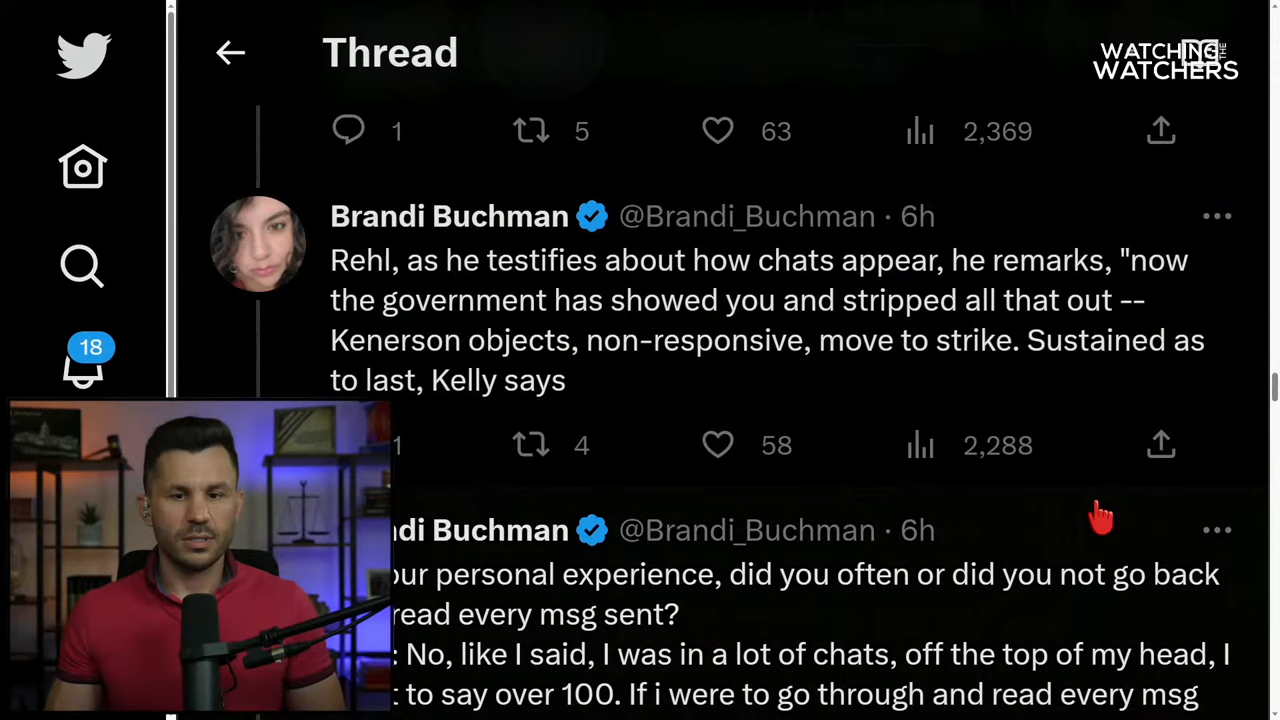 Thread
WATCHING THE
WATCHERS
1 5 63 2,369
Brandi Buchman @Brandi_Buchman · 6h
Rehl, as he testifies about how chats appear, he remarks, "now
the government has showed you and stripped all that out --
Kenerson objects, non-responsive, move to strike. Sustained as
to last, Kelly says
18
1 4 58 2,288
ndi Buchman @Brandi_Buchman · 6h
our personal experience, did you often or did you not go back
read every msg sent?
: No, like I said, I was in a lot of chats, off the top of my head, I
t to say over 100. If i were to go through and read every msg